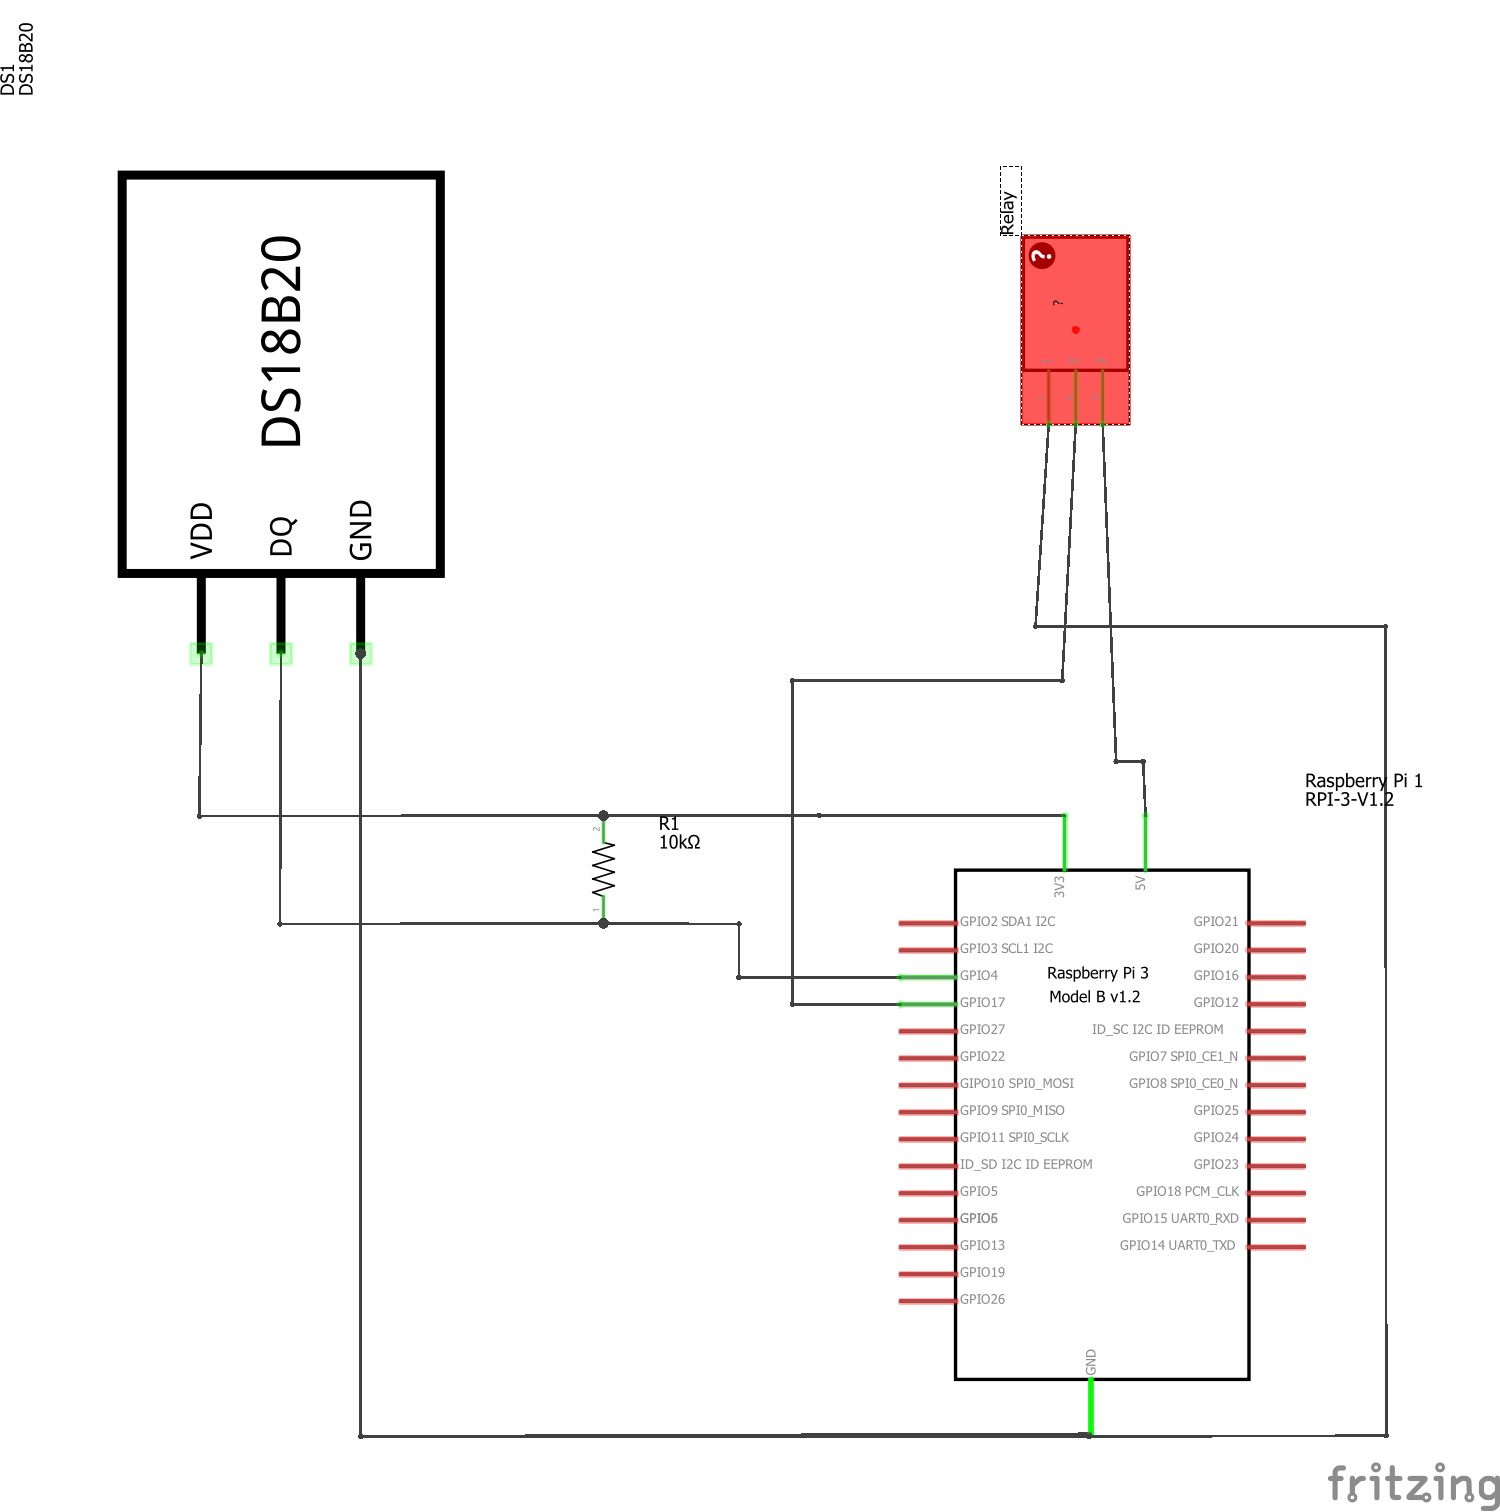 DS1
DS18B20
DS18B20
VDD
DQ
GND
Relay
?
?
R1
10kΩ
2
1
Raspberry Pi 1
RPI-3-V1.2
3V3
5V
GPIO2 SDA1 I2C
GPIO3 SCL1 I2C
GPIO4
GPIO17
GPIO27
GPIO22
GIPO10 SPI0_MOSI
GPIO9 SPI0_MISO
GPIO11 SPI0_SCLK
ID_SD I2C ID EEPROM
GPIO5
GPIO13
GPIO19
GPIO26
Raspberry Pi 3
Model B v1.2
GPIO21
GPIO20
GPIO16
GPIO12
ID_SC I2C ID EEPROM
GPIO7 SPI0_CE1_N
GPIO8 SPI0_CE0_N
GPIO25
GPIO24
GPIO23
GPIO18 PCM_CLK
GPIO15 UART0_RXD
GPIO14 UART0_TXD
GND
fritzing